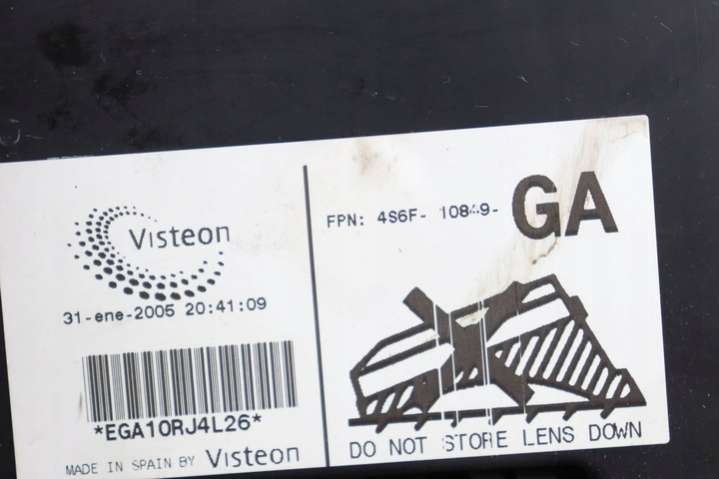 Visteon
31-ene-2005 20:41:09
*EGA10RJ4L26*
MADE IN SPAIN BY Visteon
FPN: 4S6F- 10849- GA
DO NOT STORE LENS DOWN